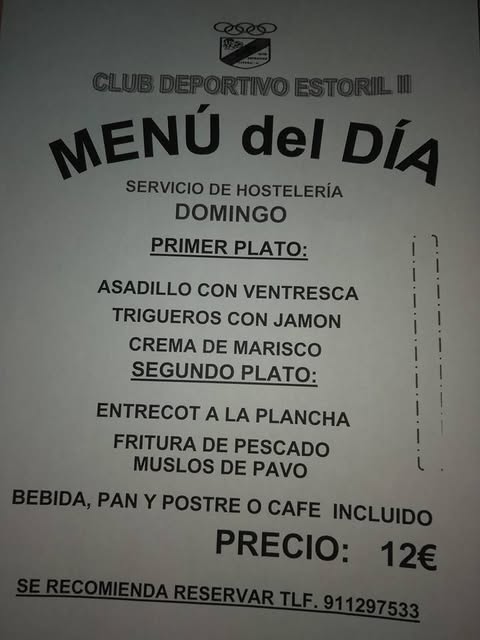 CLUB DEPORTIVO ESTORIL II
MENÚ del DÍA
SERVICIO DE HOSTELERÍA
DOMINGO
PRIMER PLATO:
ASADILLO CON VENTRESCA
TRIGUEROS CON JAMON
CREMA DE MARISCO
SEGUNDO PLATO:
ENTRECOT A LA PLANCHA
FRITURA DE PESCADO
MUSLOS DE PAVO
BEBIDA, PAN Y POSTRE O CAFE INCLUIDO
PRECIO: 12€
SE RECOMIENDA RESERVAR TLF. 911297533